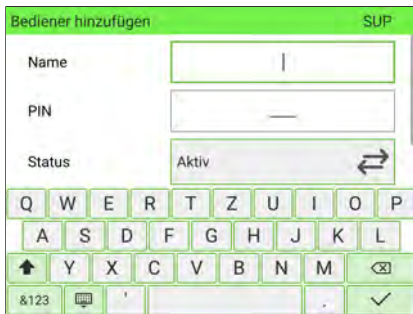 Bediener hinzufügen SUP
Name
PIN
Status Aktiv
Q W E R T Z U I O P
A S D F G H J K L
Y X C V B N M
&123 ' .